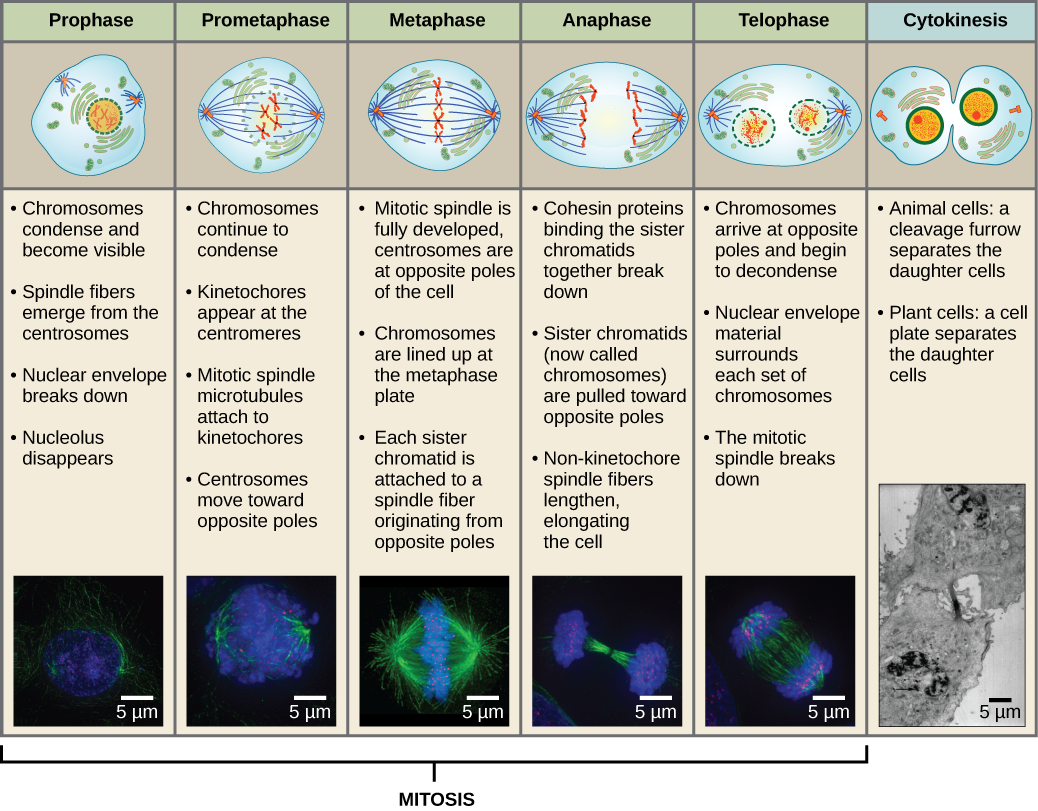 Prophase
Prometaphase
Metaphase
Anaphase
Telophase
Cytokinesis
• Chromosomes
condense and
become visible
• Spindle fibers
emerge from the
centrosomes
• Nuclear envelope
breaks down
• Nucleolus
disappears
• Chromosomes
continue to
condense
• Kinetochores
appear at the
centromeres
• Mitotic spindle
microtubules
attach to
kinetochores
• Centrosomes
move toward
opposite poles
• Mitotic spindle is
fully developed,
centrosomes are
at opposite poles
of the cell
• Chromosomes
are lined up at
the metaphase
plate
• Each sister
chromatid is
attached to a
spindle fiber
originating from
opposite poles
• Cohesin proteins
binding the sister
chromatids
together break
down
• Sister chromatids
(now called
chromosomes)
are pulled toward
opposite poles
• Non-kinetochore
spindle fibers
lengthen,
elongating
the cell
• Chromosomes
arrive at opposite
poles and begin
to decondense
• Nuclear envelope
material
surrounds
each set of
chromosomes
• The mitotic
spindle breaks
down
• Animal cells: a
cleavage furrow
separates the
daughter cells
• Plant cells: a cell
plate separates
the daughter
cells
5 µm
5 µm
5 µm
5 µm
5 µm
5 µm
MITOSIS